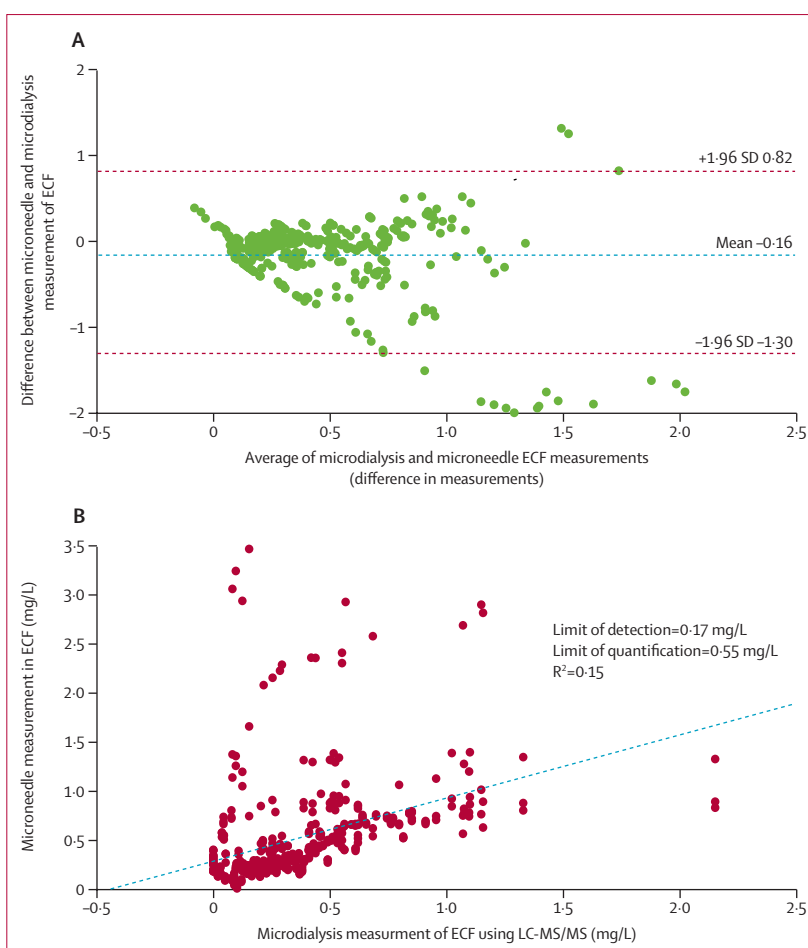 A
2
1
0
–1
–2
Difference between microneedle and microdialysis
measurement of ECF
+1·96 SD 0·82
Mean –0·16
–1·96 SD –1·30
–0·5 0 0·5 1·0 1·5 2·0 2·5
Average of microdialysis and microneedle ECF measurements
(difference in measurements)
B
3·5
3·0
2·5
2·0
1·5
1·0
0·5
0
Microneedle measurement in ECF (mg/L)
Limit of detection=0·17 mg/L
Limit of quantification=0·55 mg/L
R²=0·15
–0·5 0 0·5 1·0 1·5 2·0 2·5
Microdialysis measurment of ECF using LC-MS/MS (mg/L)